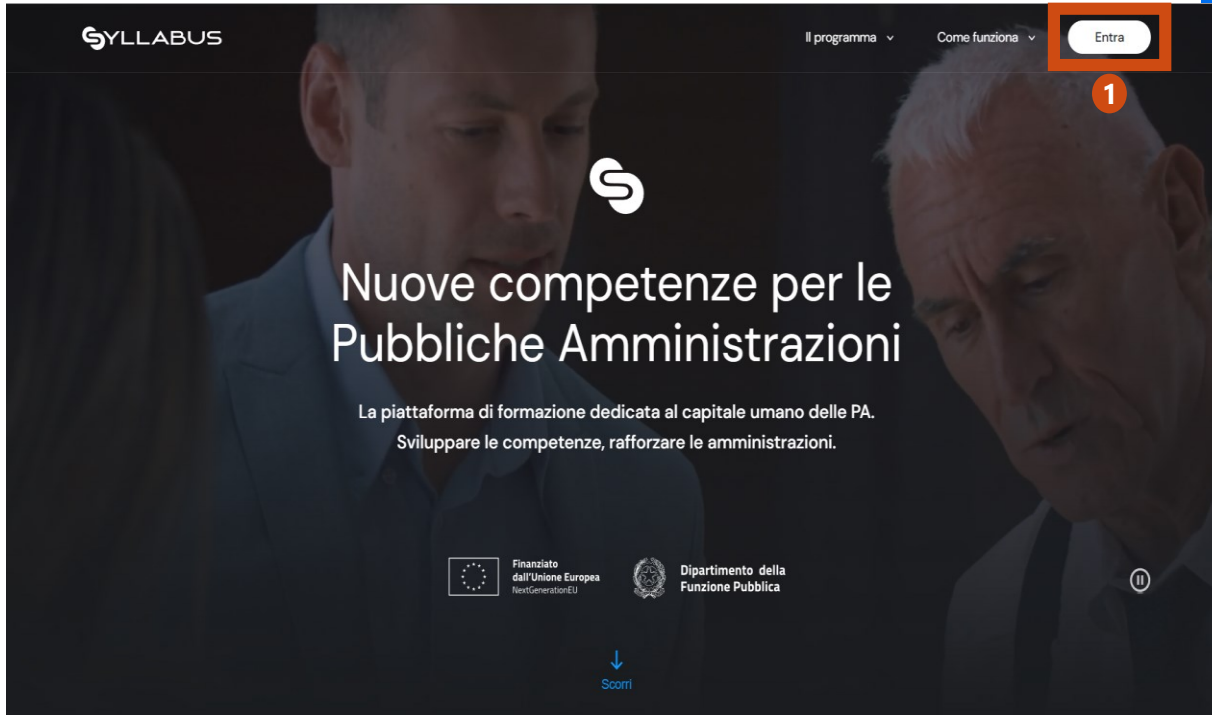 SYLLABUS
Il programma
Come funziona
Entra
1
Nuove competenze per le
Pubbliche Amministrazioni
La piattaforma di formazione dedicata al capitale umano delle PA.
Sviluppare le competenze, rafforzare le amministrazioni.
Finanziato
dall'Unione Europea
NextGenerationEU
Dipartimento della
Funzione Pubblica
Scorri